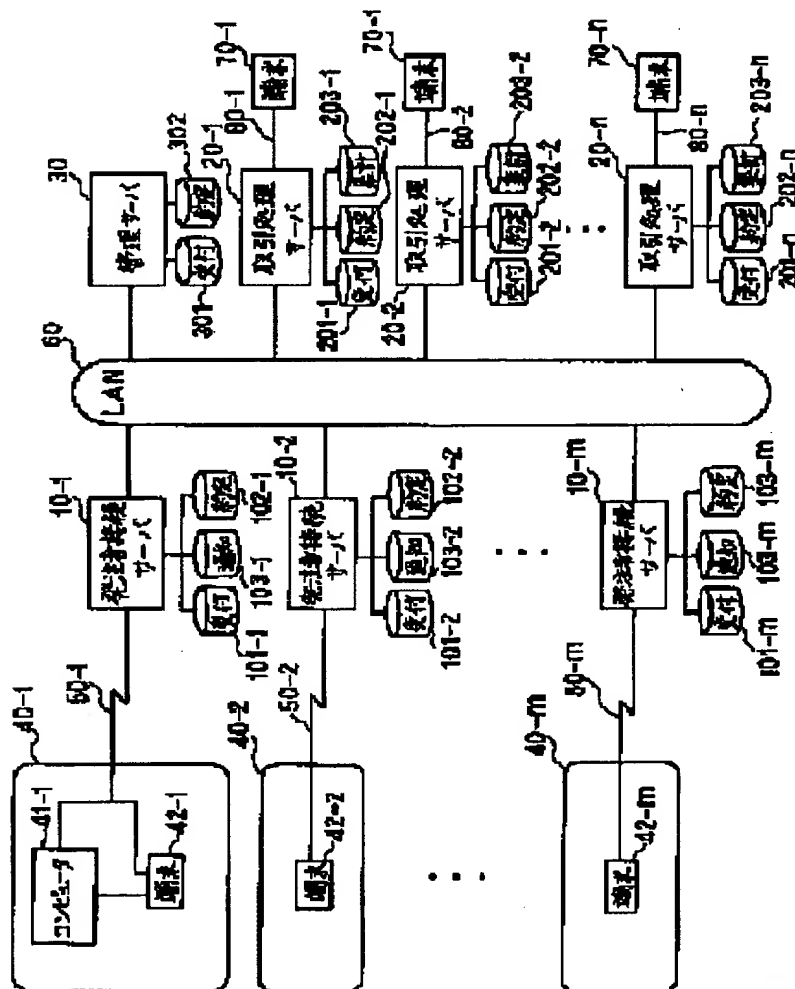 40-1
41-1
コンピュータ
端末
42-1
50-1
10-1
発注者接続
サーバ
受付
通知
約定
101-1
103-1
102-1
60
LAN
30
管理サーバ
受付
約定
301
302
20-1
取引処理
サーバ
80-1
70-1
端末
受付
約定
集計
201-1
202-1
203-1
40-2
端末
42-2
50-2
10-2
発注者接続
サーバ
受付
通知
約定
101-2
103-2
102-2
20-2
取引処理
サーバ
80-2
70-1
端末
受付
約定
集計
201-2
202-2
203-2
40-m
端末
42-m
50-m
10-m
発注者接続
サーバ
受付
通知
約定
101-m
103-m
103-m
20-n
取引処理
サーバ
80-n
70-n
端末
受付
約定
集計
201-n
202-n
203-n